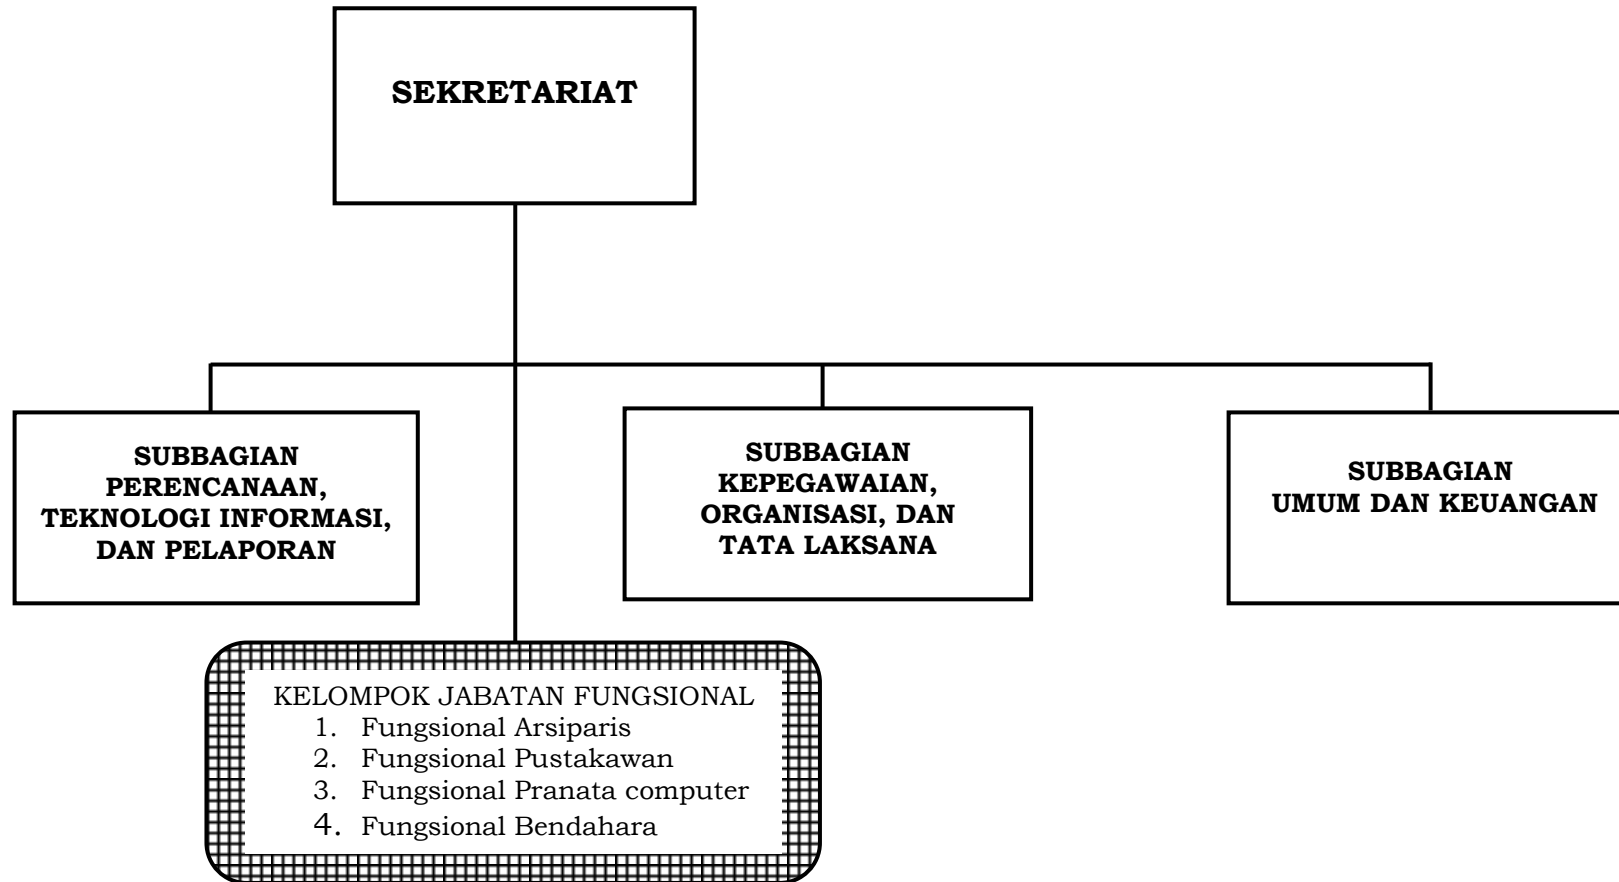 SEKRETARIAT
SUBBAGIAN
PERENCANAAN,
TEKNOLOGI INFORMASI,
DAN PELAPORAN
SUBBAGIAN
KEPEGAWAIAN,
ORGANISASI, DAN
TATA LAKSANA
SUBBAGIAN
UMUM DAN KEUANGAN
KELOMPOK JABATAN FUNGSIONAL
1. Fungsional Arsiparis
2. Fungsional Pustakawan
3. Fungsional Pranata computer
4. Fungsional Bendahara